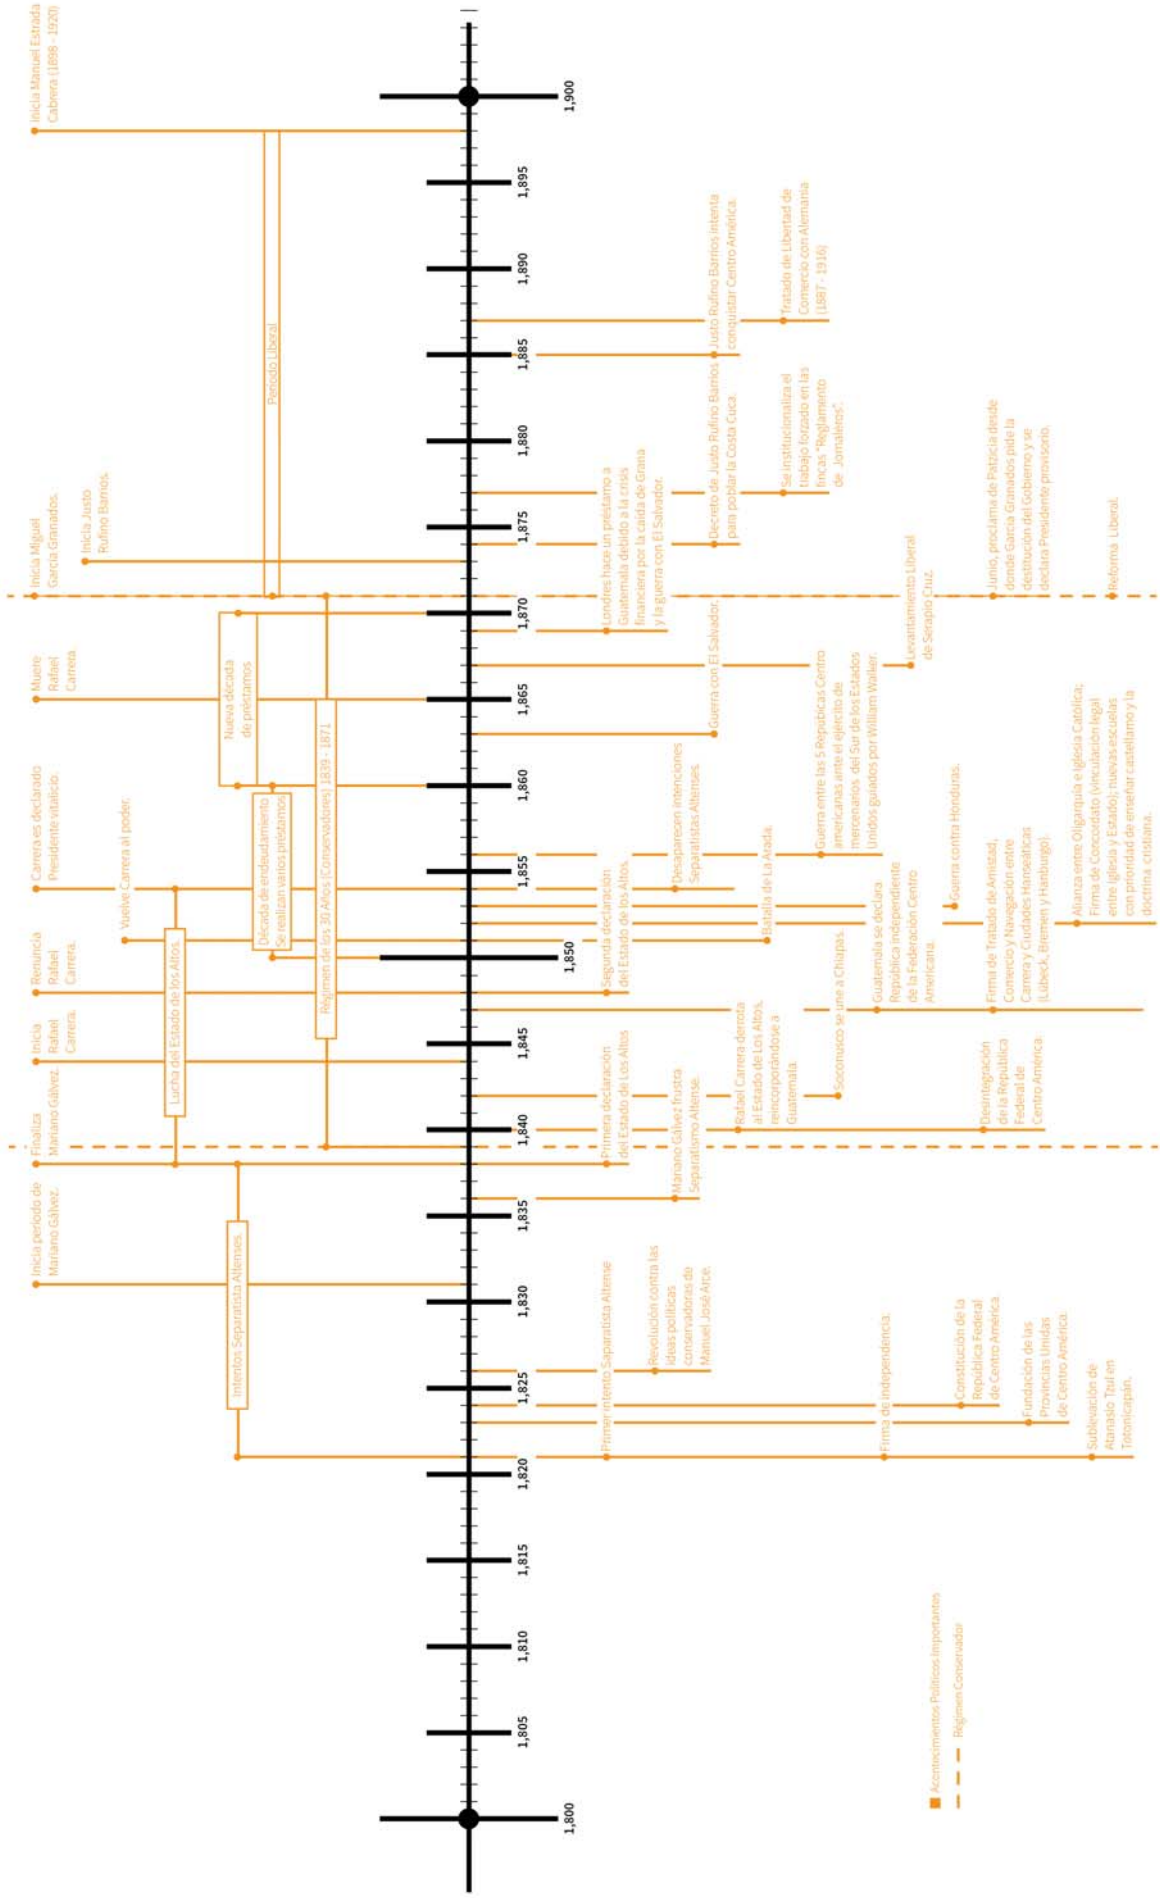 Inicia período de
Mariano Gálvez.
Finaliza
Mariano Gálvez.
Inicia
Rafael
Carrera.
Renuncia
Rafael
Carrera.
Vuelve Carrera al poder.
Carrera es declarado
Presidente vitalicio.
Muere
Rafael
Carrera.
Inicia Miguel
García Granados.
Inicia Justo
Rufino Barrios.
Inicia Manuel Estrada
Cabrera (1898 - 1920)
Intentos Separatista Altenses.
Lucha del Estado de los Altos.
Década de endeudamiento
Se realizan varios préstamos
Nueva década
de préstamos
Régimen de los 30 Años (Conservadores) 1839 - 1871
Período Liberal
1,800
1,805
1,810
1,815
1,820
1,825
1,830
1,835
1,840
1,845
1,850
1,855
1,860
1,865
1,870
1,875
1,880
1,885
1,890
1,895
1,900
Primer intento Saparatista Altense
Firma de Independencia.
Sublevación de
Atanasio Tzul en
Totonicapán.
Fundación de las
Provincias Unidas
de Centro América.
Constitución de la
República Federal
de Centro América.
Revolución contra las
ideas políticas
conservadoras de
Manuel José Arce.
Mariano Gálvez frustra
Separatismo Altense.
Primera declaración
del Estado de Los Altos
Rafael Carrera derrota
al Estado de Los Altos,
reincorporándose a
Guatemala.
Desintegración
de la República
Federal de
Centro América.
Soconusco se une a Chiapas.
Guatemala se declara
República independiente
de la Federación Centro
Americana.
Firma de Tratado de Amistad,
Comercio y Navegación entre
Carrera y Ciudades Hanseáticas
(Lübeck, Bremen y Hamburgo).
Segunda declaración
del Estado de los Altos.
Batalla de La Arada.
Alianza entre Oligarquía e Iglesia Católica;
Firma de Concordato (vinculación legal
entre Iglesia y Estado); nuevas escuelas
con prioridad de enseñar castellamo y la
doctrina cristiana.
Guerra contra Honduras.
Desaparecen intenciones
Separatistas Altenses.
Guerra entre las 5 Repúbicas Centro
americanas ante el ejército de
mercenarios del Sur de los Estados
Unidos guiados por William Walker.
Guerra con El Salvador.
Levantamiento Liberal
de Serapio Cruz.
Londres hace un préstamo a
Guatemala debido a la crisis
financiera por la caída de Grana
y la guerra con El Salvador.
Junio, proclama de Patzicía desde
donde García Granados pide la
destitución del Gobierno y se
declara Presidente provisorio.
Reforma Liberal.
Decreto de Justo Rufino Barrios
para poblar la Costa Cuca.
Se institucionaliza el
trabajo forzado en las
fincas "Reglamento
de Jornaleros".
Justo Rufino Barrios intenta
conquistar Centro América.
Tratado de Libertad de
Comercio con Alemania
(1887 - 1916)
Acontecimientos Políticos Importantes
Régimen Conservador